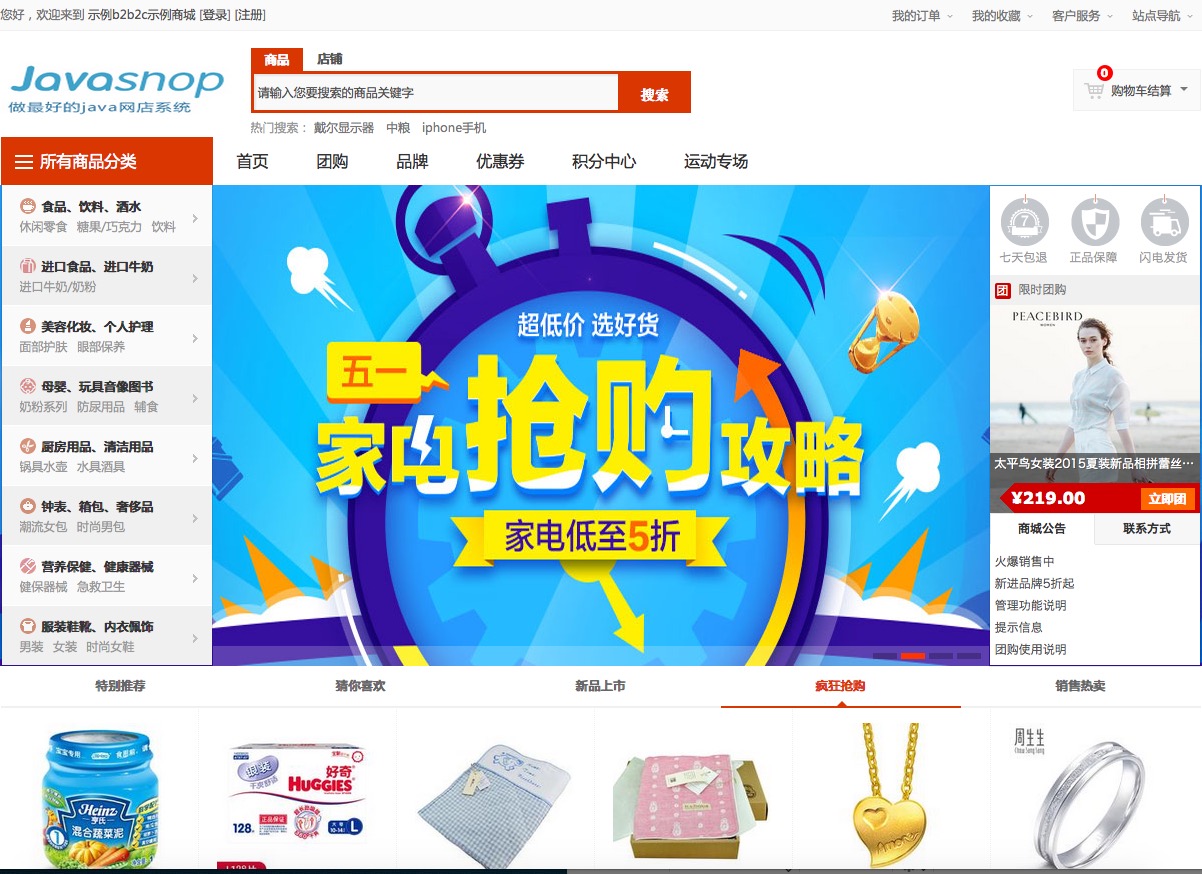 您好，欢迎来到 示例b2b2c示例商城 [登录] [注册]
我的订单
我的收藏
客户服务
站点导航
Javasnop
做最好的java网店系统
商品
店铺
请输入您要搜索的商品关键字
搜索
热门搜索： 戴尔显示器 中粮 iphone手机
0
购物车结算
所有商品分类
首页 团购 品牌 优惠券 积分中心 运动专场
食品、饮料、酒水
休闲零食 糖果/巧克力 饮料
进口食品、进口牛奶
进口牛奶/奶粉
美容化妆、个人护理
面部护肤 眼部保养
母婴、玩具音像图书
奶粉系列 防尿用品 辅食
厨房用品、清洁用品
锅具水壶 水具酒具
钟表、箱包、奢侈品
潮流女包 时尚男包
营养保健、健康器械
健保器械 急救卫生
服装鞋靴、内衣佩饰
男装 女装 时尚女鞋
超低价 选好货
五一
家电抢购攻略
家电低至5折
7
七天包退 正品保障 闪电发货
团 限时团购
PEACEBIRD
WOMEN
太平鸟女装2015夏装新品相拼蕾丝…
¥219.00
立即团
商城公告 联系方式
火爆销售中
新进品牌5折起
管理功能说明
提示信息
团购使用说明
特别推荐 猜你喜欢 新品上市 疯狂抢购 销售热卖
Heinz
亨氏
混合蔬菜泥
1
银装
干爽舒适
好奇
HUGGIES
正品保证
128
L
Amore
周生生
Chow Sang Sang